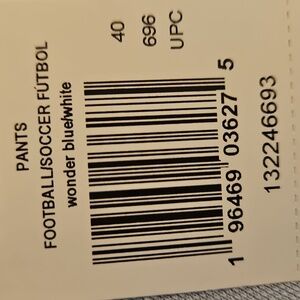 PANTS
FOOTBALL/SOCCER FÚTBOL
wonder blue/white
40
696
UPC
1 96469 03627 5
132246693